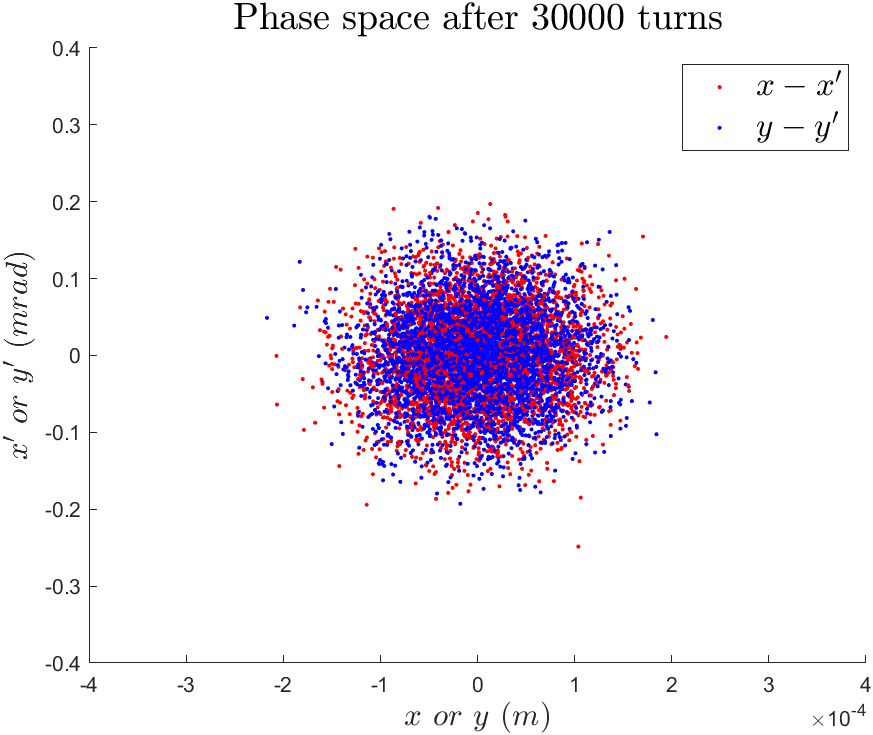 Phase space after 30000 turns
x − x′
y − y′
0.4
0.3
0.2
0.1
0
-0.1
-0.2
-0.3
-0.4
x′ or y′ (mrad)
-4 -3 -2 -1 0 1 2 3 4
×10⁻⁴
x or y (m)